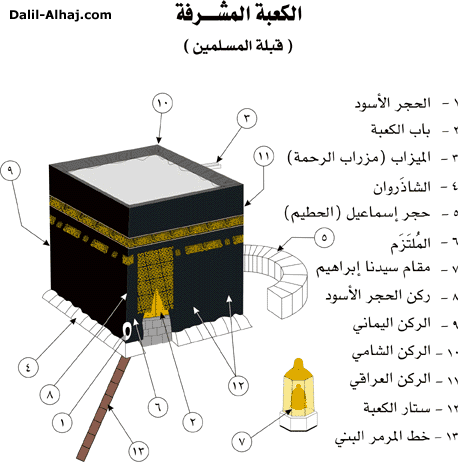 Dalil-Alhaj.com
الكعبة المشـرفة
( قبلة المسلمين )
١ - الحجر الأسود
٢ - باب الكعبة
٣ - الميزاب (مزراب الرحمة)
٤ - الشاذَروان
٥ - حجر إسماعيل (الحطيم)
٦ - المُلتَزَم
٧ - مقام سيدنا إبراهيم
٨ - ركن الحجر الأسود
٩ - الركن اليماني
١٠ - الركن الشامي
١١ - الركن العراقي
١٢ - ستار الكعبة
١٣ - خط المرمر البني
١٠
٣
١١
٩
٥
٤
٨
١
٦
١٣
٢
١٢
٧